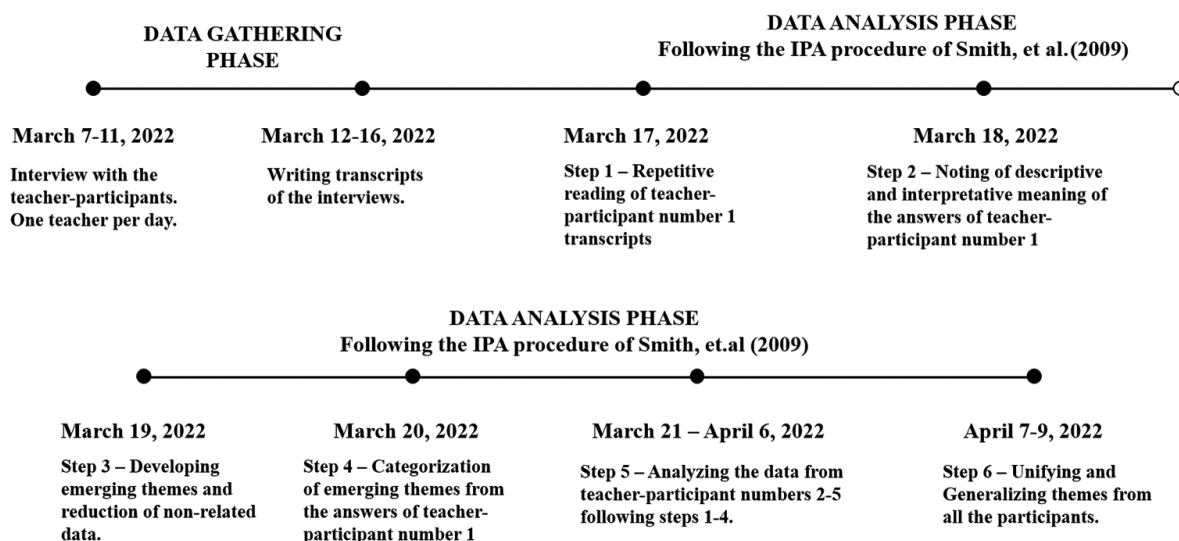 DATA GATHERING
PHASE
DATA ANALYSIS PHASE
Following the IPA procedure of Smith, et al.(2009)
March 7-11, 2022
Interview with the
teacher-participants.
One teacher per day.
March 12-16, 2022
Writing transcripts
of the interviews.
March 17, 2022
Step 1 – Repetitive
reading of teacher-
participant number 1
transcripts
March 18, 2022
Step 2 – Noting of descriptive
and interpretative meaning of
the answers of teacher-
participant number 1
DATA ANALYSIS PHASE
Following the IPA procedure of Smith, et.al (2009)
March 19, 2022
Step 3 – Developing
emerging themes and
reduction of non-related
data.
March 20, 2022
Step 4 – Categorization
of emerging themes from
the answers of teacher-
participant number 1
March 21 – April 6, 2022
Step 5 – Analyzing the data from
teacher-participant numbers 2-5
following steps 1-4.
April 7-9, 2022
Step 6 – Unifying and
Generalizing themes from
all the participants.